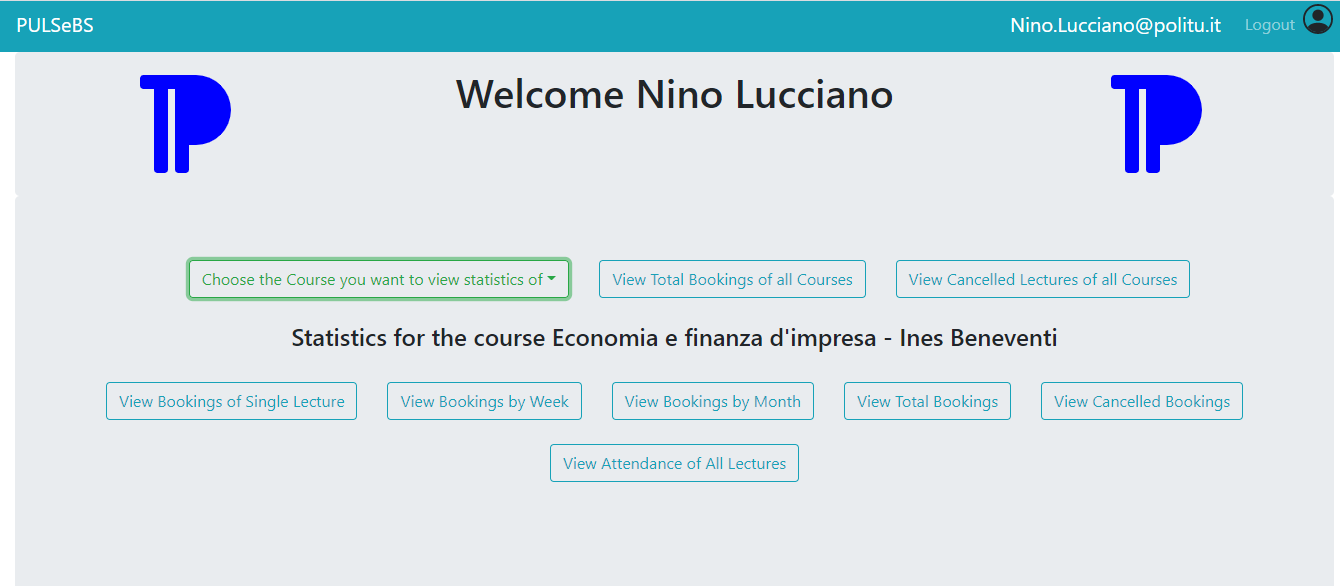 PULSeBS Nino.Lucciano@politu.it Logout
Welcome Nino Lucciano
Choose the Course you want to view statistics of View Total Bookings of all Courses View Cancelled Lectures of all Courses
Statistics for the course Economia e finanza d'impresa - Ines Beneventi
View Bookings of Single Lecture View Bookings by Week View Bookings by Month View Total Bookings View Cancelled Bookings
View Attendance of All Lectures